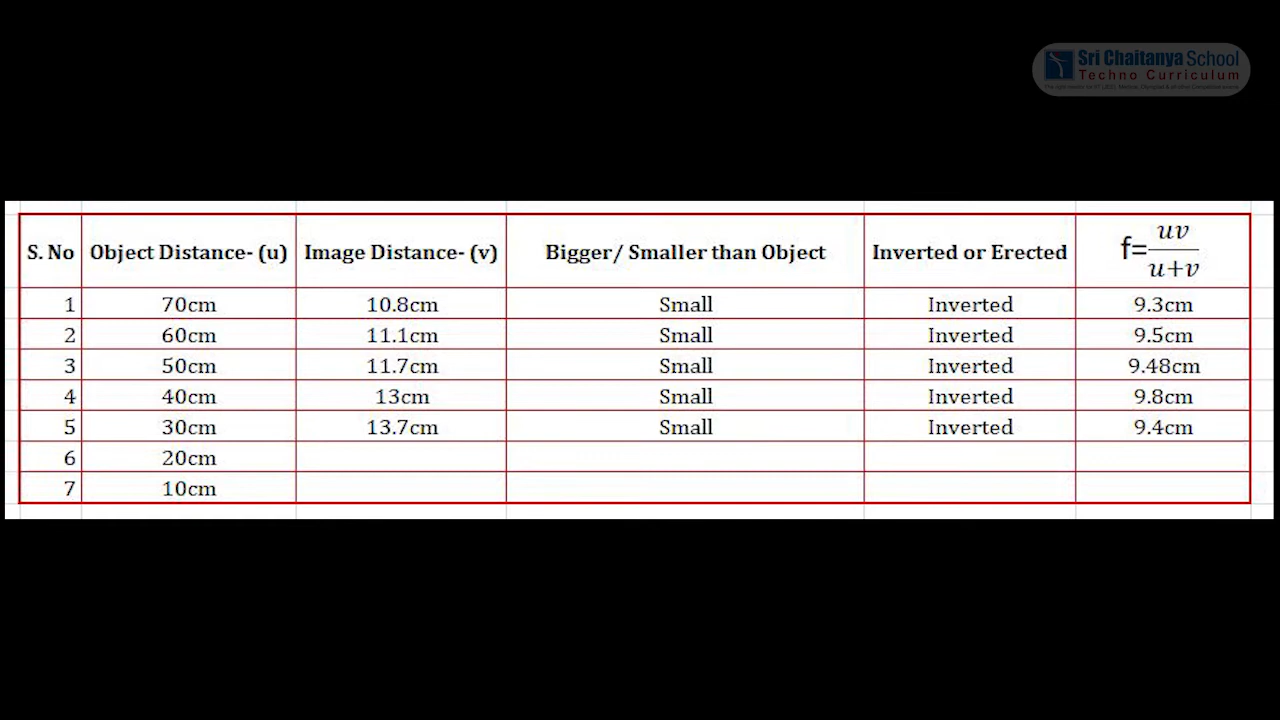 Sri Chaitanya School
Techno Curriculum
S. No Object Distance- (u) Image Distance- (v) Bigger/ Smaller than Object Inverted or Erected f=uv/u+v
1 70cm 10.8cm Small Inverted 9.3cm
2 60cm 11.1cm Small Inverted 9.5cm
3 50cm 11.7cm Small Inverted 9.48cm
4 40cm 13cm Small Inverted 9.8cm
5 30cm 13.7cm Small Inverted 9.4cm
6 20cm
7 10cm